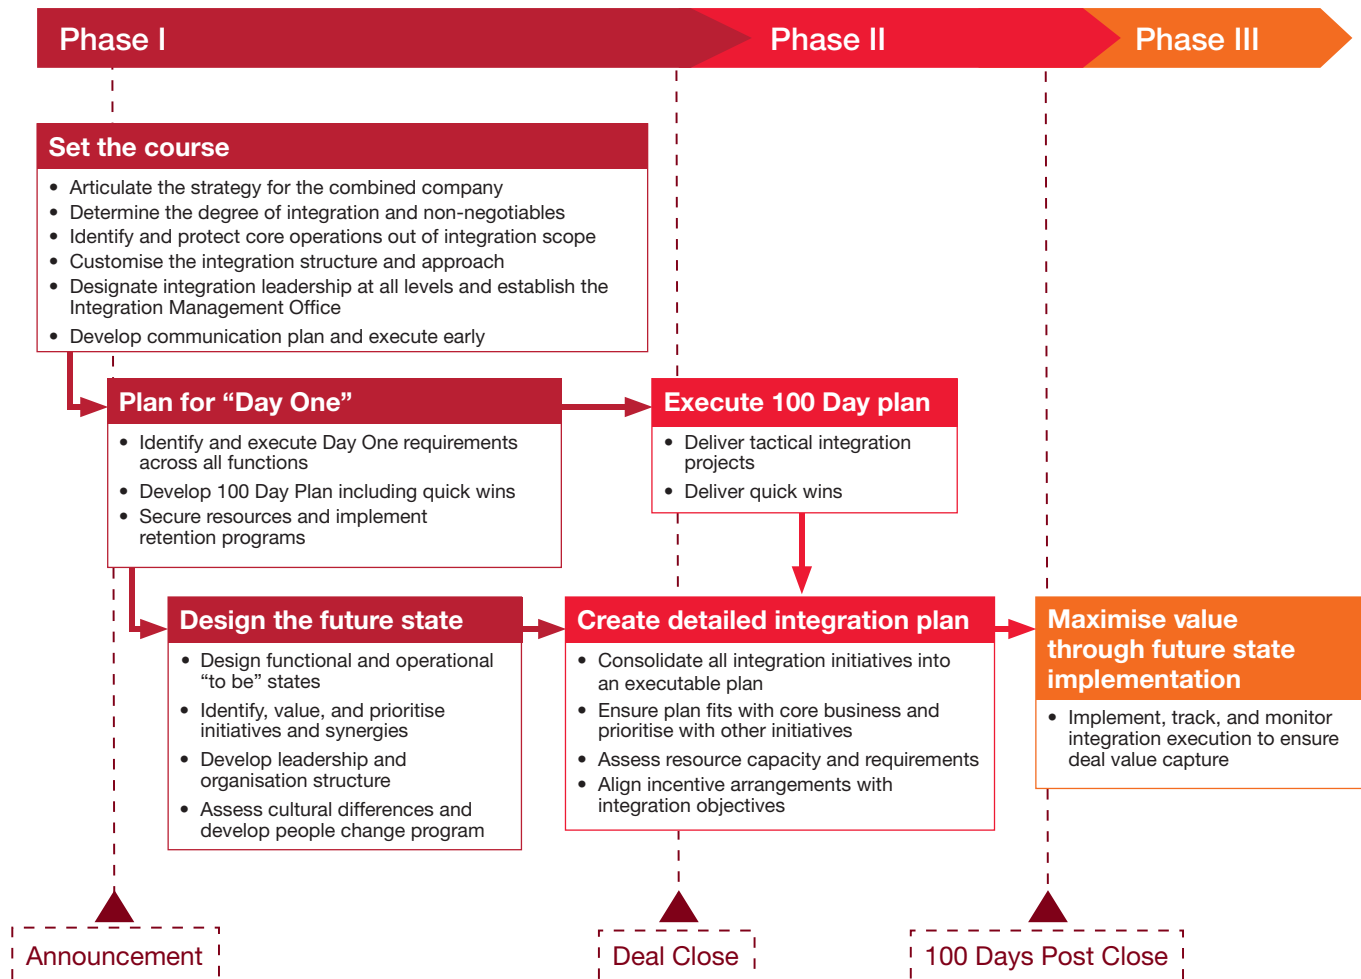 Phase I
Phase II
Phase III
Set the course
• Articulate the strategy for the combined company
• Determine the degree of integration and non-negotiables
• Identify and protect core operations out of integration scope
• Customise the integration structure and approach
• Designate integration leadership at all levels and establish the
Integration Management Office
• Develop communication plan and execute early
Plan for “Day One”
• Identify and execute Day One requirements
across all functions
• Develop 100 Day Plan including quick wins
• Secure resources and implement
retention programs
Execute 100 Day plan
• Deliver tactical integration
projects
• Deliver quick wins
Design the future state
• Design functional and operational
“to be” states
• Identify, value, and prioritise
initiatives and synergies
• Develop leadership and
organisation structure
• Assess cultural differences and
develop people change program
Create detailed integration plan
• Consolidate all integration initiatives into
an executable plan
• Ensure plan fits with core business and
prioritise with other initiatives
• Assess resource capacity and requirements
• Align incentive arrangements with
integration objectives
Maximise value
through future state
implementation
• Implement, track, and monitor
integration execution to ensure
deal value capture
Announcement
Deal Close
100 Days Post Close